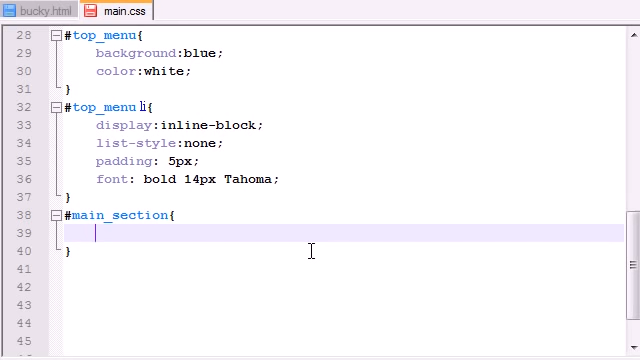 bucky.html main.css
28 #top_menu{
29 background:blue;
30 color:white;
31 }
32 #top_menu li{
33 display:inline-block;
34 list-style:none;
35 padding: 5px;
36 font: bold 14px Tahoma;
37 }
38 #main_section{
39
40 }
41
42
43
44
45